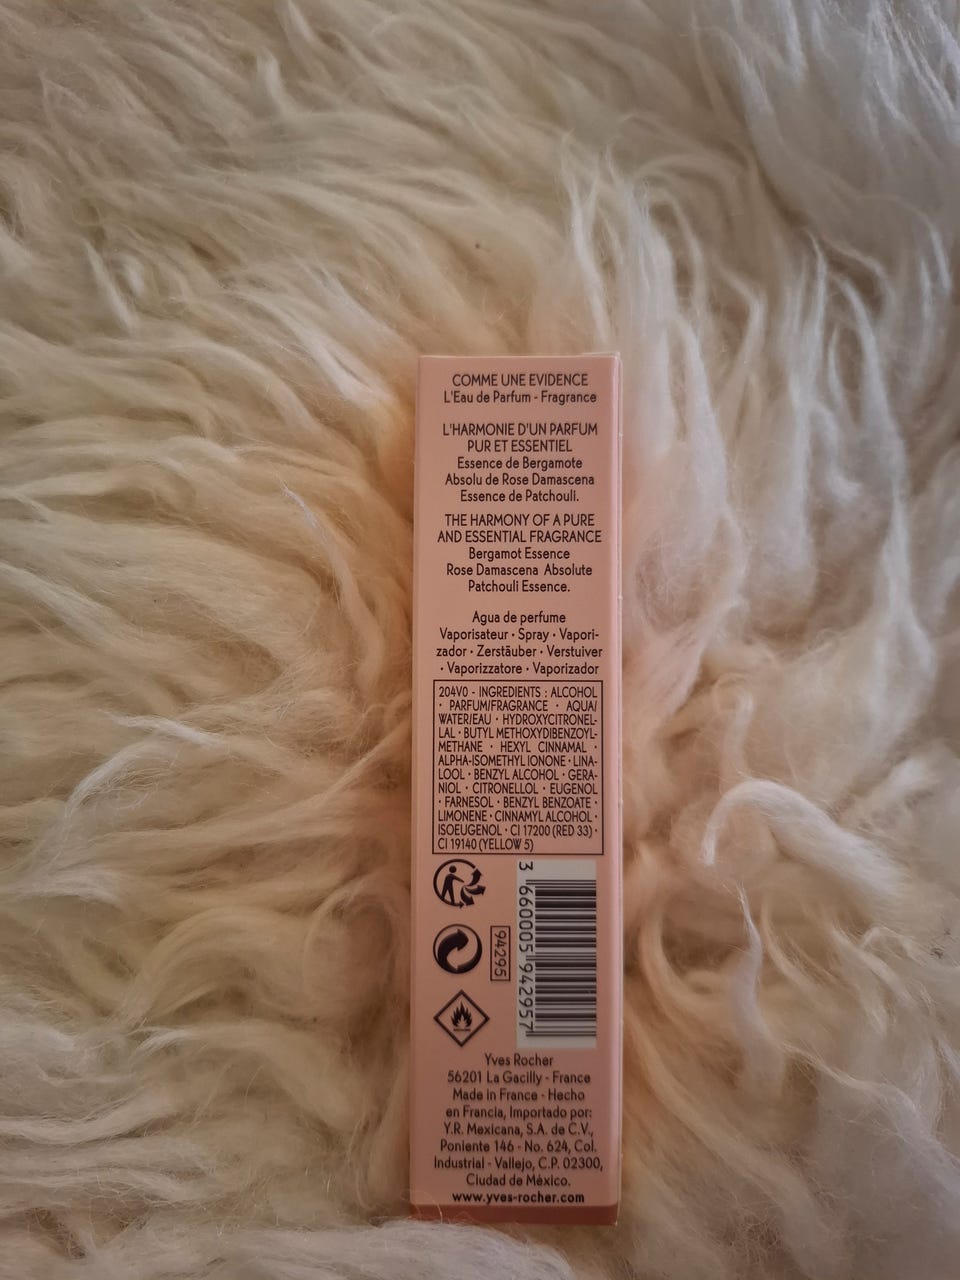 COMME UNE EVIDENCE
L'Eau de Parfum - Fragrance
L'HARMONIE D'UN PARFUM
PUR ET ESSENTIEL
Essence de Bergamote
Absolu de Rose Damascena
Essence de Patchouli.
THE HARMONY OF A PURE
AND ESSENTIAL FRAGRANCE
Bergamot Essence
Rose Damascena Absolute
Patchouli Essence.
Agua de perfume
Vaporisateur · Spray · Vapori-
zador · Zerstäuber · Verstuiver
· Vaporizzatore · Vaporizador
204V0 - INGREDIENTS : ALCOHOL
· PARFUM/FRAGRANCE · AQUA/
WATER/EAU · HYDROXYCITRONEL-
LAL · BUTYL METHOXYDIBENZOYL-
METHANE · HEXYL CINNAMAL ·
ALPHA-ISOMETHYL IONONE · LINA-
LOOL · BENZYL ALCOHOL · GERA-
NIOL · CITRONELLOL · EUGENOL
· FARNESOL · BENZYL BENZOATE ·
LIMONENE · CINNAMYL ALCOHOL ·
ISOEUGENOL · CI 17200 (RED 33) ·
CI 19140 (YELLOW 5)
3 660005 942957
94295
Yves Rocher
56201 La Gacilly - France
Made in France - Hecho
en Francia, Importado por:
Y.R. Mexicana, S.A. de C.V.,
Poniente 146 - No. 624, Col.
Industrial - Vallejo, C.P. 02300,
Ciudad de México.
www.yves-rocher.com